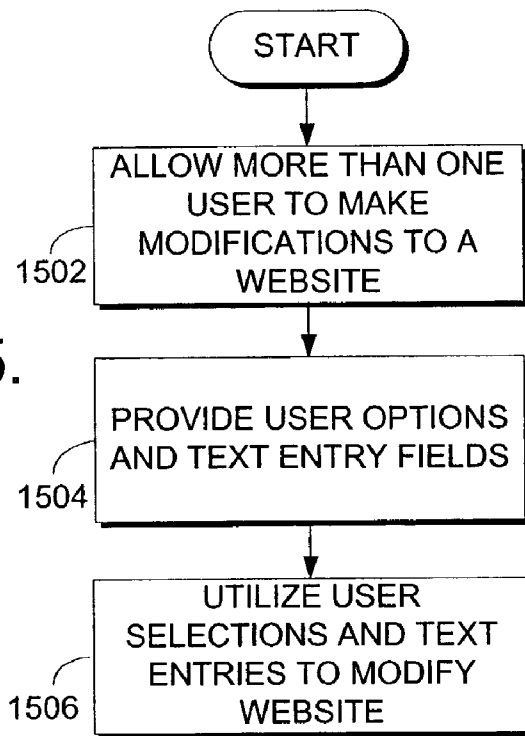 START
ALLOW MORE THAN ONE
USER TO MAKE
MODIFICATIONS TO A
WEBSITE
1502
5.
PROVIDE USER OPTIONS
AND TEXT ENTRY FIELDS
1504
UTILIZE USER
SELECTIONS AND TEXT
ENTRIES TO MODIFY
WEBSITE
1506